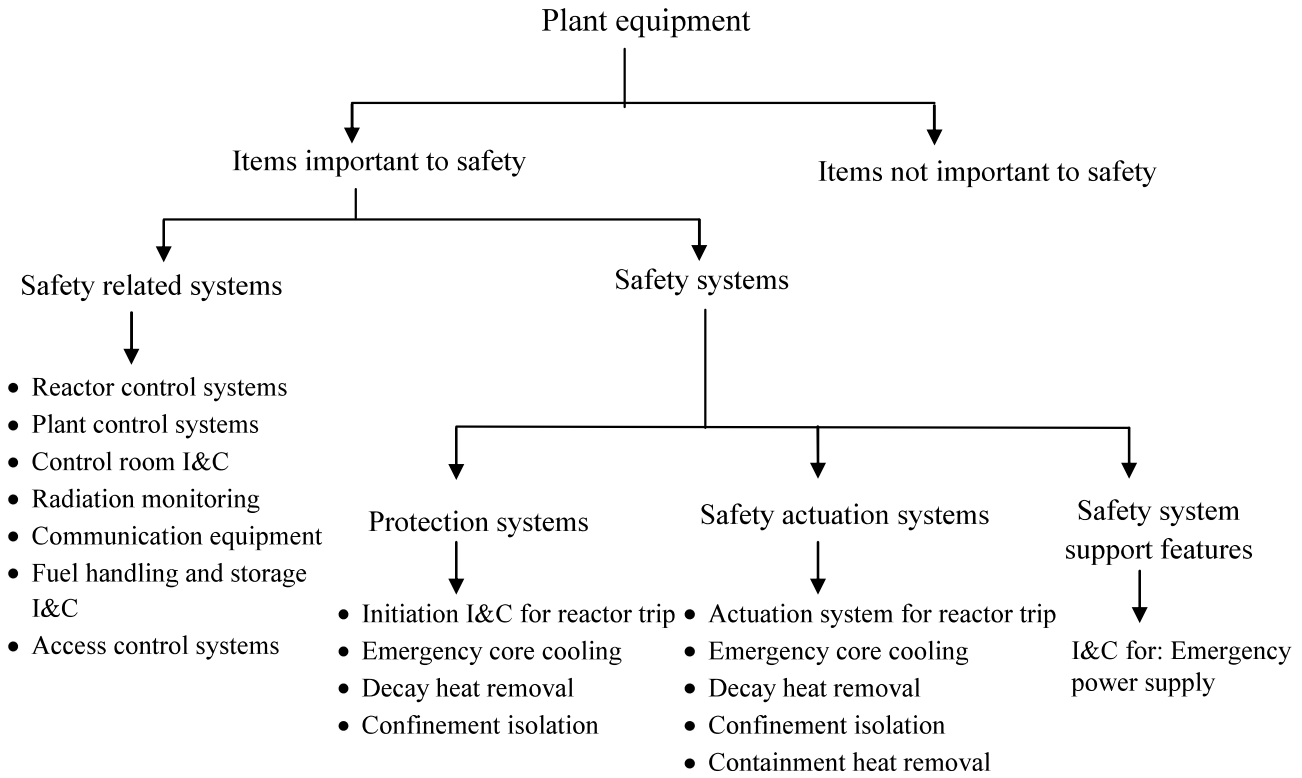 Plant equipment
Items important to safety
Items not important to safety
Safety related systems
Safety systems
• Reactor control systems
• Plant control systems
• Control room I&C
• Radiation monitoring
• Communication equipment
• Fuel handling and storage
I&C
• Access control systems
Protection systems
• Initiation I&C for reactor trip
• Emergency core cooling
• Decay heat removal
• Confinement isolation
Safety actuation systems
• Actuation system for reactor trip
• Emergency core cooling
• Decay heat removal
• Confinement isolation
• Containment heat removal
Safety system
support features
I&C for: Emergency
power supply